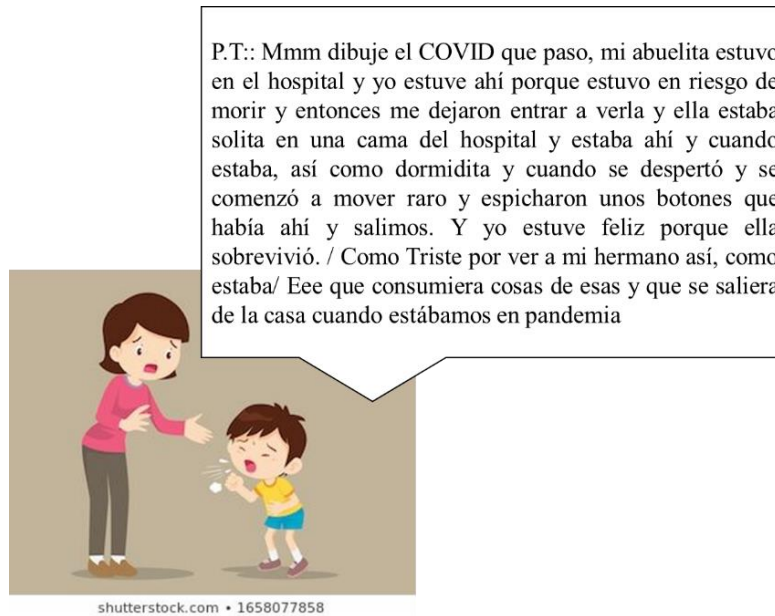 P.T:: Mmm dibuje el COVID que paso, mi abuelita estuvo
en el hospital y yo estuve ahí porque estuvo en riesgo de
morir y entonces me dejaron entrar a verla y ella estaba
solita en una cama del hospital y estaba ahí y cuando
estaba, así como dormidita y cuando se despertó y se
comenzó a mover raro y espicharon unos botones que
había ahí y salimos. Y yo estuve feliz porque ella
sobrevivió. / Como Triste por ver a mi hermano así, como
estaba/ Eee que consumiera cosas de esas y que se saliera
de la casa cuando estábamos en pandemia
shutterstock.com • 1658077858